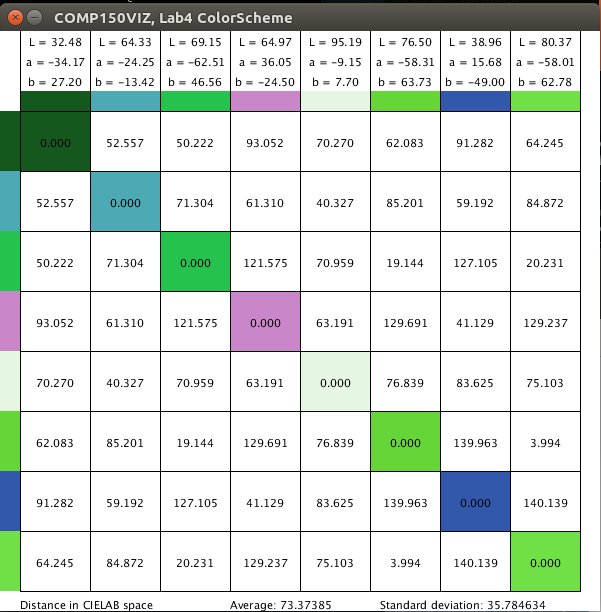 COMP150VIZ, Lab4 ColorScheme
L = 32.48 L = 64.33 L = 69.15 L = 64.97 L = 95.19 L = 76.50 L = 38.96 L = 80.37
a = -34.17 a = -24.25 a = -62.51 a = 36.05 a = -9.15 a = -58.31 a = 15.68 a = -58.01
b = 27.20 b = -13.42 b = 46.56 b = -24.50 b = 7.70 b = 63.73 b = -49.00 b = 62.78
0.000 52.557 50.222 93.052 70.270 62.083 91.282 64.245
52.557 0.000 71.304 61.310 40.327 85.201 59.192 84.872
50.222 71.304 0.000 121.575 70.959 19.144 127.105 20.231
93.052 61.310 121.575 0.000 63.191 129.691 41.129 129.237
70.270 40.327 70.959 63.191 0.000 76.839 83.625 75.103
62.083 85.201 19.144 129.691 76.839 0.000 139.963 3.994
91.282 59.192 127.105 41.129 83.625 139.963 0.000 140.139
64.245 84.872 20.231 129.237 75.103 3.994 140.139 0.000
Distance in CIELAB space Average: 73.37385 Standard deviation: 35.784634